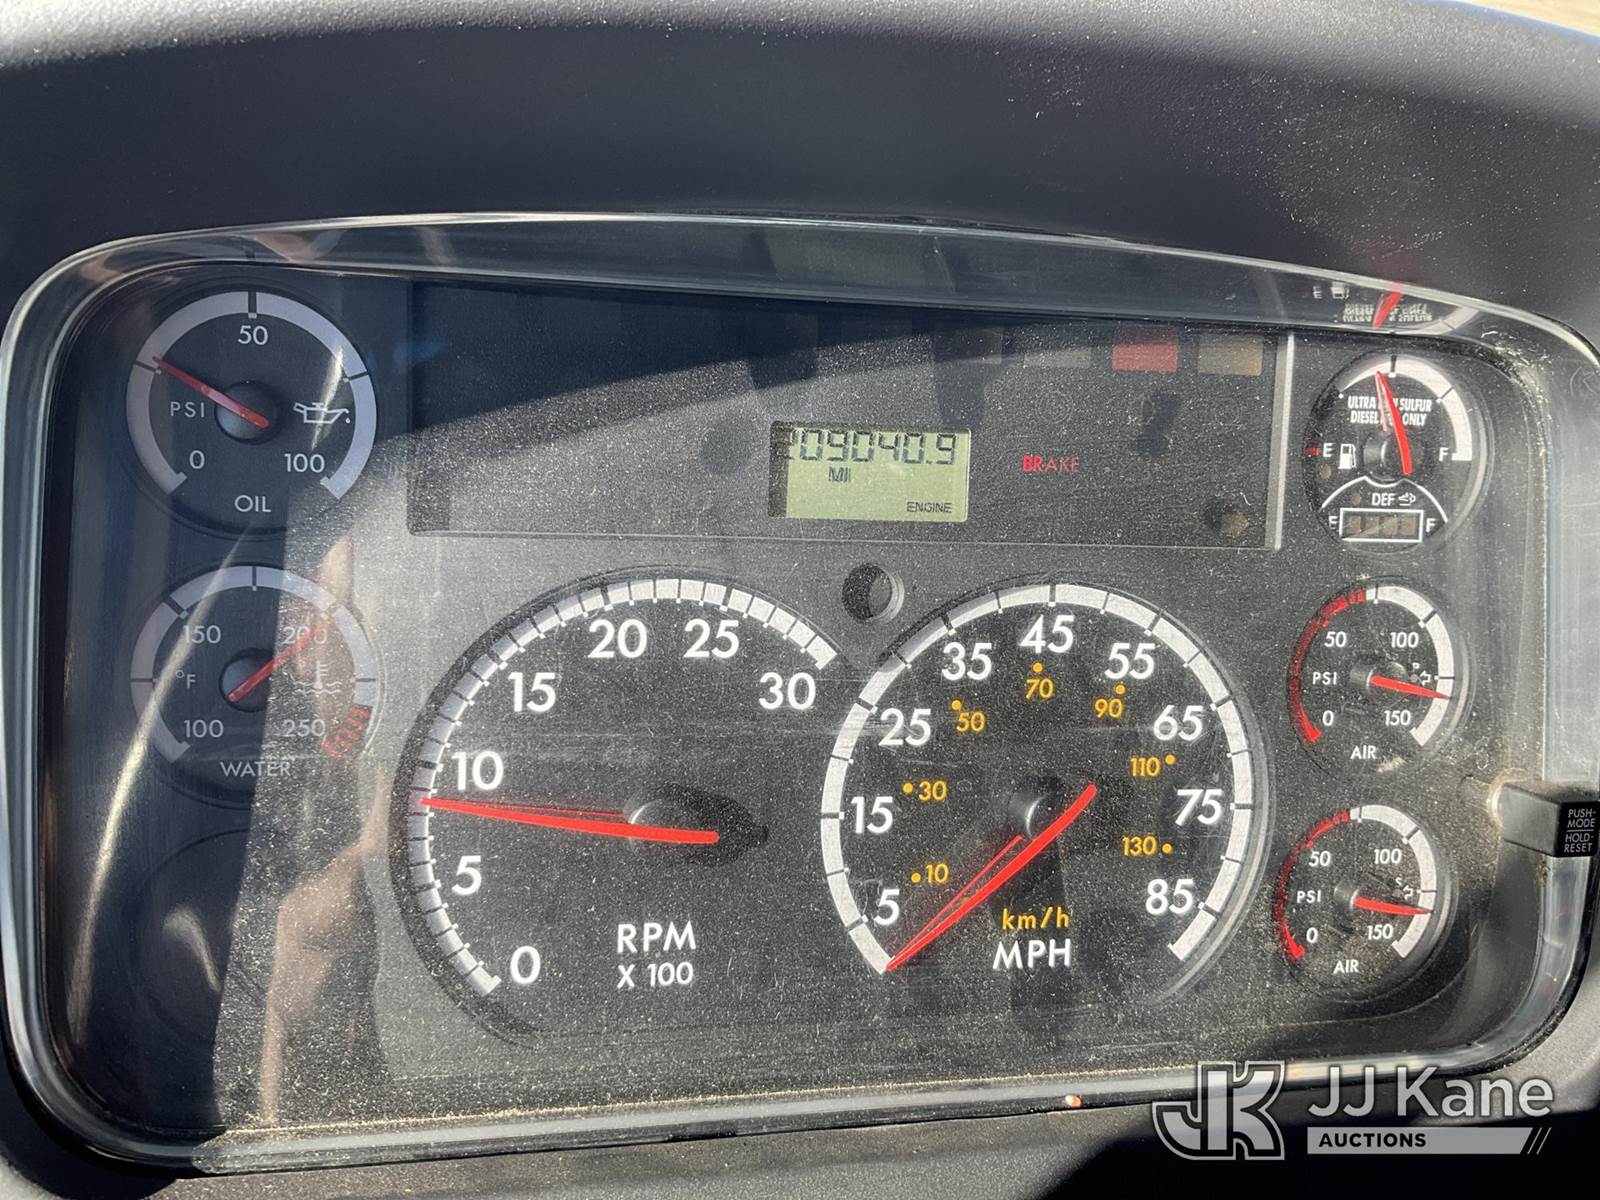 50
PSI
0
100
OIL
150
200
°F
100
250
WATER
209040.9
MI
ENGINE
BRAKE
ULTRA LOW SULFUR
DIESEL FUEL ONLY
E
F
DEF
E
F
0
5
10
15
20
25
30
RPM
X 100
5
15
25
35
45
55
65
75
85
10
30
50
70
90
110
130
km/h
MPH
50
100
PSI
P
0
150
AIR
50
100
PSI
S
0
150
AIR
PUSH-
MODE
HOLD-
RESET
JK
JJ Kane
AUCTIONS